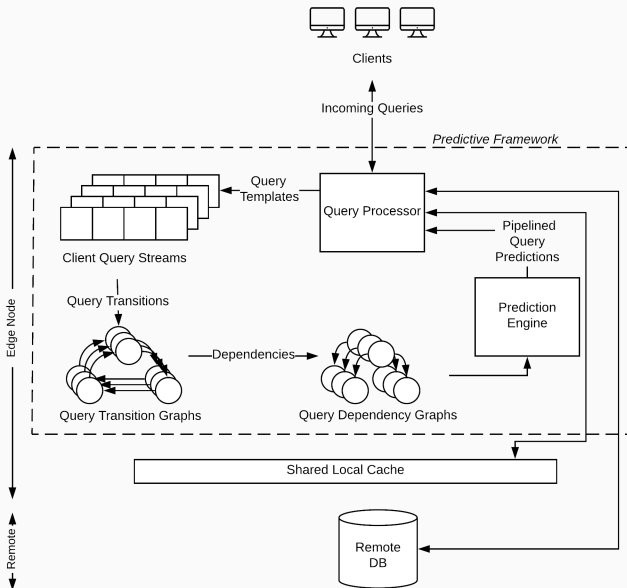 Clients
Incoming Queries
Predictive Framework
Query
Templates
Query Processor
Pipelined
Query
Predictions
Client Query Streams
Query Transitions
Prediction
Engine
Edge Node
Dependencies
Query Transition Graphs
Query Dependency Graphs
Shared Local Cache
Remote
Remote
DB